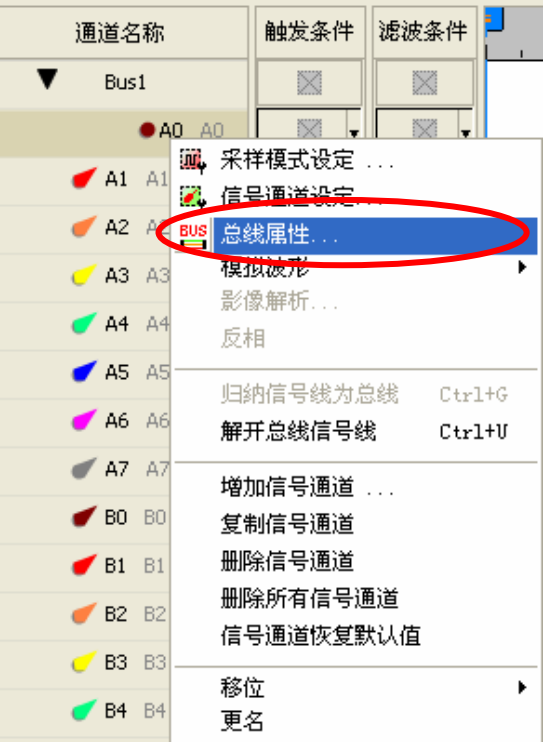 通道名称 触发条件 滤波条件
Bus1
A0 A0
采样模式设定 ...
A1 A1
信号通道设定...
A2 A2
BUS 总线属性...
模拟波形
A3 A3
影像解析...
A4 A4
反相
A5 A5
归纳信号线为总线 Ctrl+G
A6 A6
解开总线信号线 Ctrl+U
A7 A7
增加信号通道 ...
B0 B0
复制信号通道
B1 B1
删除信号通道
删除所有信号通道
B2 B2
信号通道恢复默认值
B3 B3
移位
B4 B4
更名